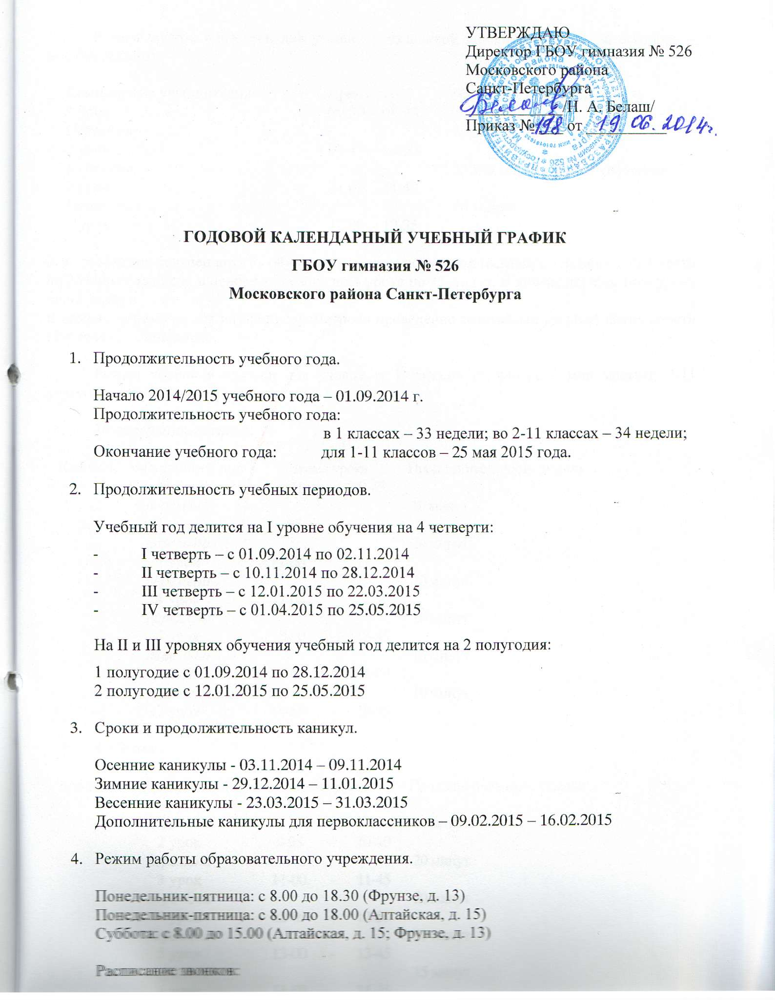 УТВЕРЖДАЮ
Директор ГБОУ гимназия № 526
Московского района
Санкт-Петербурга
/Н. А. Белаш/
Приказ № 198 от 19.06.2014г.
ГОДОВОЙ КАЛЕНДАРНЫЙ УЧЕБНЫЙ ГРАФИК
ГБОУ гимназия № 526
Московского района Санкт-Петербурга
1. Продолжительность учебного года.
Начало 2014/2015 учебного года – 01.09.2014 г.
Продолжительность учебного года:
в 1 классах – 33 недели; во 2-11 классах – 34 недели;
Окончание учебного года: для 1-11 классов – 25 мая 2015 года.
2. Продолжительность учебных периодов.
Учебный год делится на I уровне обучения на 4 четверти:
- I четверть – с 01.09.2014 по 02.11.2014
- II четверть – с 10.11.2014 по 28.12.2014
- III четверть – с 12.01.2015 по 22.03.2015
- IV четверть – с 01.04.2015 по 25.05.2015
На II и III уровнях обучения учебный год делится на 2 полугодия:
1 полугодие с 01.09.2014 по 28.12.2014
2 полугодие с 12.01.2015 по 25.05.2015
3. Сроки и продолжительность каникул.
Осенние каникулы - 03.11.2014 – 09.11.2014
Зимние каникулы - 29.12.2014 – 11.01.2015
Весенние каникулы - 23.03.2015 – 31.03.2015
Дополнительные каникулы для первоклассников – 09.02.2015 – 16.02.2015
4. Режим работы образовательного учреждения.
Понедельник-пятница: с 8.00 до 18.30 (Фрунзе, д. 13)
Понедельник-пятница: с 8.00 до 18.00 (Алтайская, д. 15)
Суббота: с 8.00 до 15.00 (Алтайская, д. 15; Фрунзе, д. 13)
Расписание звонков: